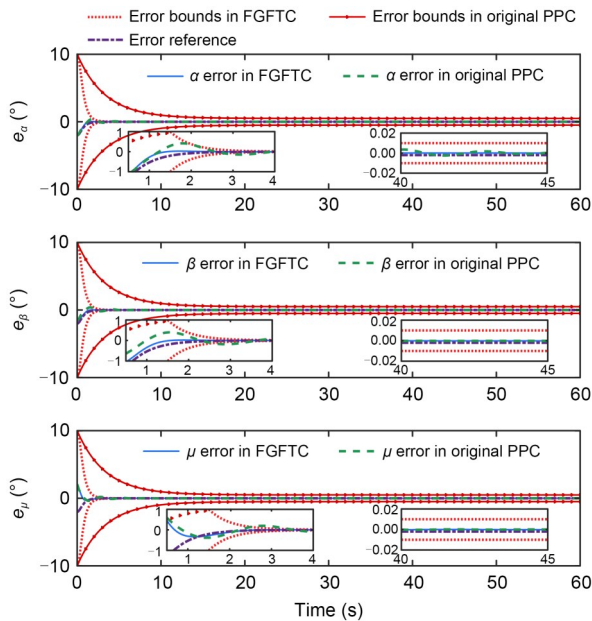 Error bounds in FGFTC Error bounds in original PPC
Error reference
10
α error in FGFTC α error in original PPC
eα (°)
0
1
0
−1
1 2 3 4
0.02
0.00
−0.02
40 45
−10
0 10 20 30 40 50 60
10
β error in FGFTC β error in original PPC
eβ (°)
0
1
0
−1
1 2 3 4
0.02
0.00
−0.02
40 45
−10
0 10 20 30 40 50 60
10
μ error in FGFTC μ error in original PPC
eμ (°)
0
1
0
−1
1 2 3 4
0.02
0.00
−0.02
40 45
−10
0 10 20 30 40 50 60
Time (s)